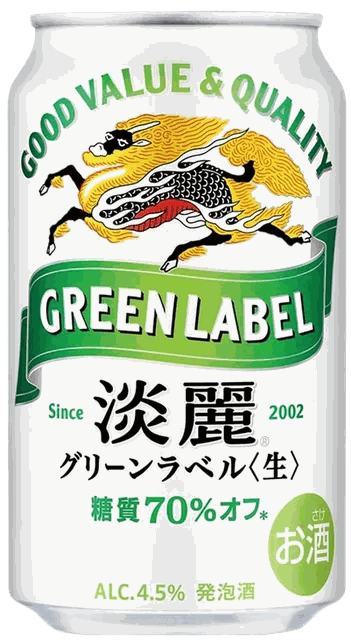 GOOD VALUE & QUALITY
GREEN LABEL
Since 淡麗® 2002
グリーンラベル〈生〉
糖質70%オフ*
さけ
お酒
ALC.4.5% 発泡酒